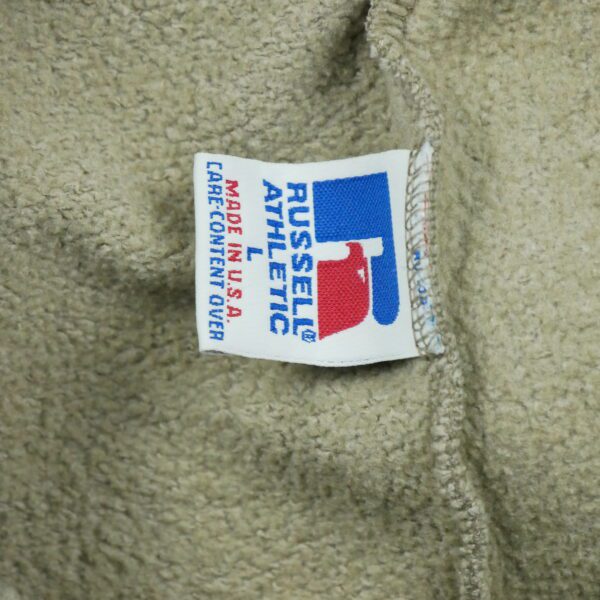 RUSSELL
ATHLETIC®
L
MADE IN U.S.A.
CARE-CONTENT OVER